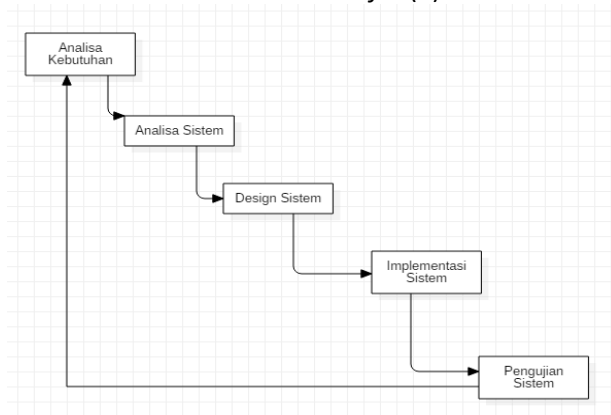 Analisa
Kebutuhan
Analisa Sistem
Design Sistem
Implementasi
Sistem
Pengujian
Sistem